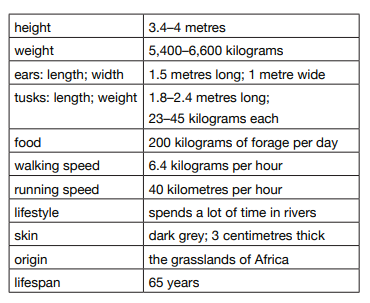 height 3.4–4 metres
weight 5,400–6,600 kilograms
ears: length; width 1.5 metres long; 1 metre wide
tusks: length; weight 1.8–2.4 metres long;
23–45 kilograms each
food 200 kilograms of forage per day
walking speed 6.4 kilograms per hour
running speed 40 kilometres per hour
lifestyle spends a lot of time in rivers
skin dark grey; 3 centimetres thick
origin the grasslands of Africa
lifespan 65 years